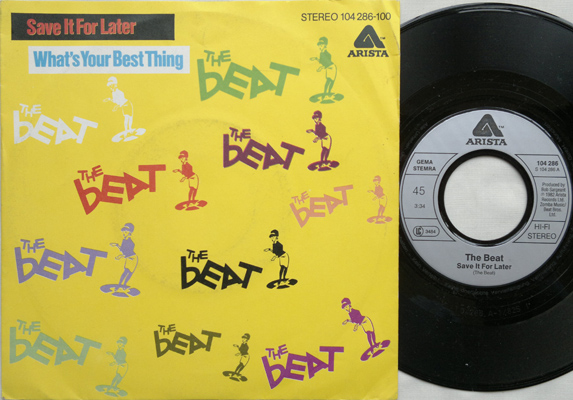 Save It For Later
What's Your Best Thing
STEREO 104 286-100
ARISTA
THE BEAT
THE BEAT
THE BEAT
THE BEAT
THE BEAT
THE BEAT
THE BEAT
THE BEAT
THE BEAT
THE BEAT
ARISTA
GEMA
STEMRA
104 286
45
3:34
HI-FI
STEREO
The Beat
Save It For Later
(The Beat)